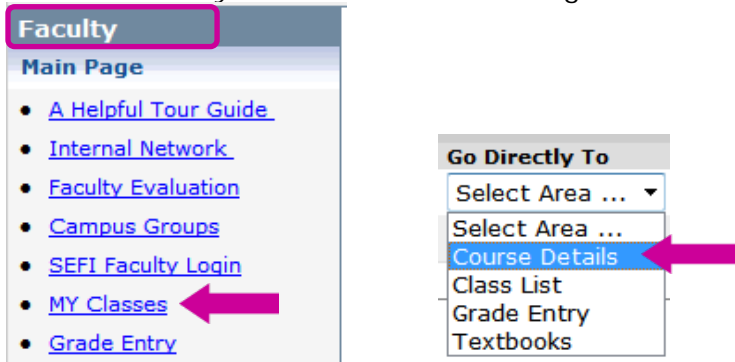 Faculty
Main Page
• A Helpful Tour Guide
• Internal Network
• Faculty Evaluation
• Campus Groups
• SEFI Faculty Login
• MY Classes
• Grade Entry
Go Directly To
Select Area ...
Select Area ...
Course Details
Class List
Grade Entry
Textbooks